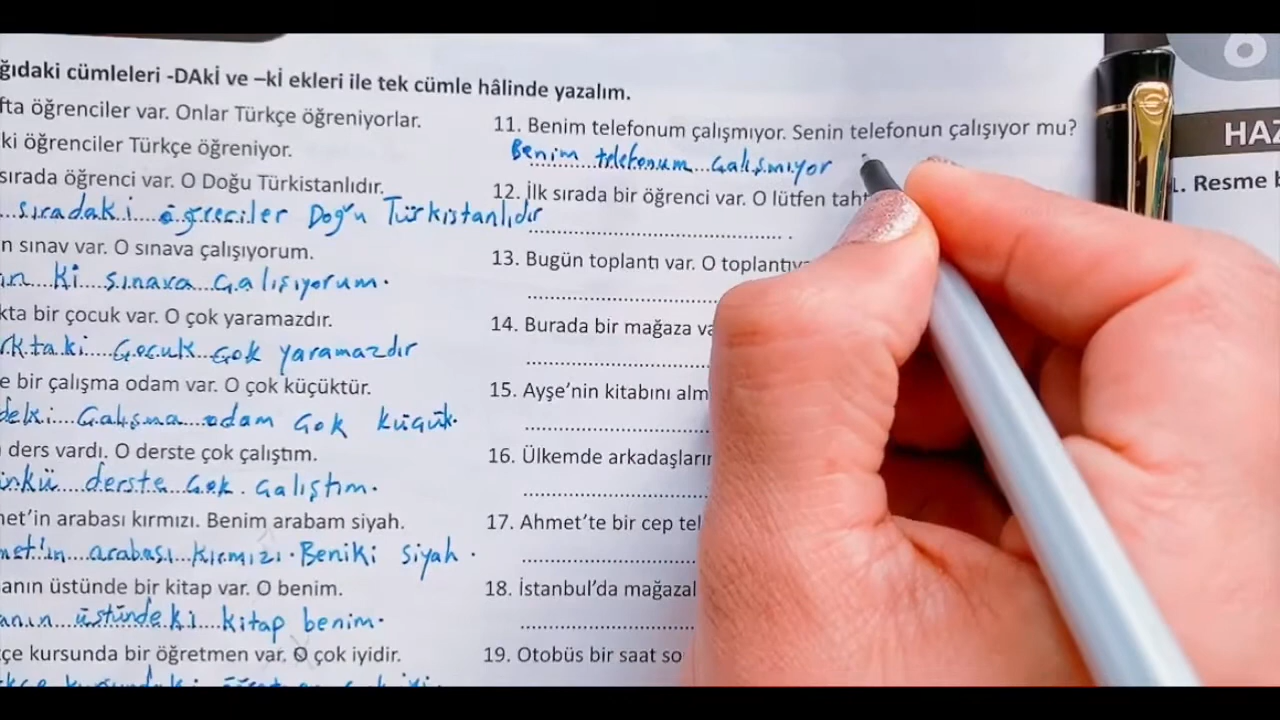 ğıdaki cümleleri -DAkİ ve –kİ ekleri ile tek cümle hâlinde yazalım.
fta öğrenciler var. Onlar Türkçe öğreniyorlar.
ki öğrenciler Türkçe öğreniyor.
sırada öğrenci var. O Doğu Türkistanlıdır.
sıradaki öğreciler Doğu Türkistanlıdır
n sınav var. O sınava çalışıyorum.
ın ki sınava çalışıyorum.
kta bir çocuk var. O çok yaramazdır.
rktaki çocuk çok yaramazdır
e bir çalışma odam var. O çok küçüktür.
deki çalışma odam çok küçük.
ders vardı. O derste çok çalıştım.
ünkü derste çok çalıştım.
net'in arabası kırmızı. Benim arabam siyah.
met'in arabası kırmızı. Beniki siyah.
anın üstünde bir kitap var. O benim.
anın üstündeki kitap benim.
çe kursunda bir öğretmen var. O çok iyidir.
11. Benim telefonum çalışmıyor. Senin telefonun çalışıyor mu?
Benim telefonum çalışmıyor
12. İlk sırada bir öğrenci var. O lütfen taht
13. Bugün toplantı var. O toplantıy
14. Burada bir mağaza va
15. Ayşe'nin kitabını alm
16. Ülkemde arkadaşların
17. Ahmet'te bir cep tel
18. İstanbul'da mağazal
19. Otobüs bir saat so
HAZ
1. Resme b